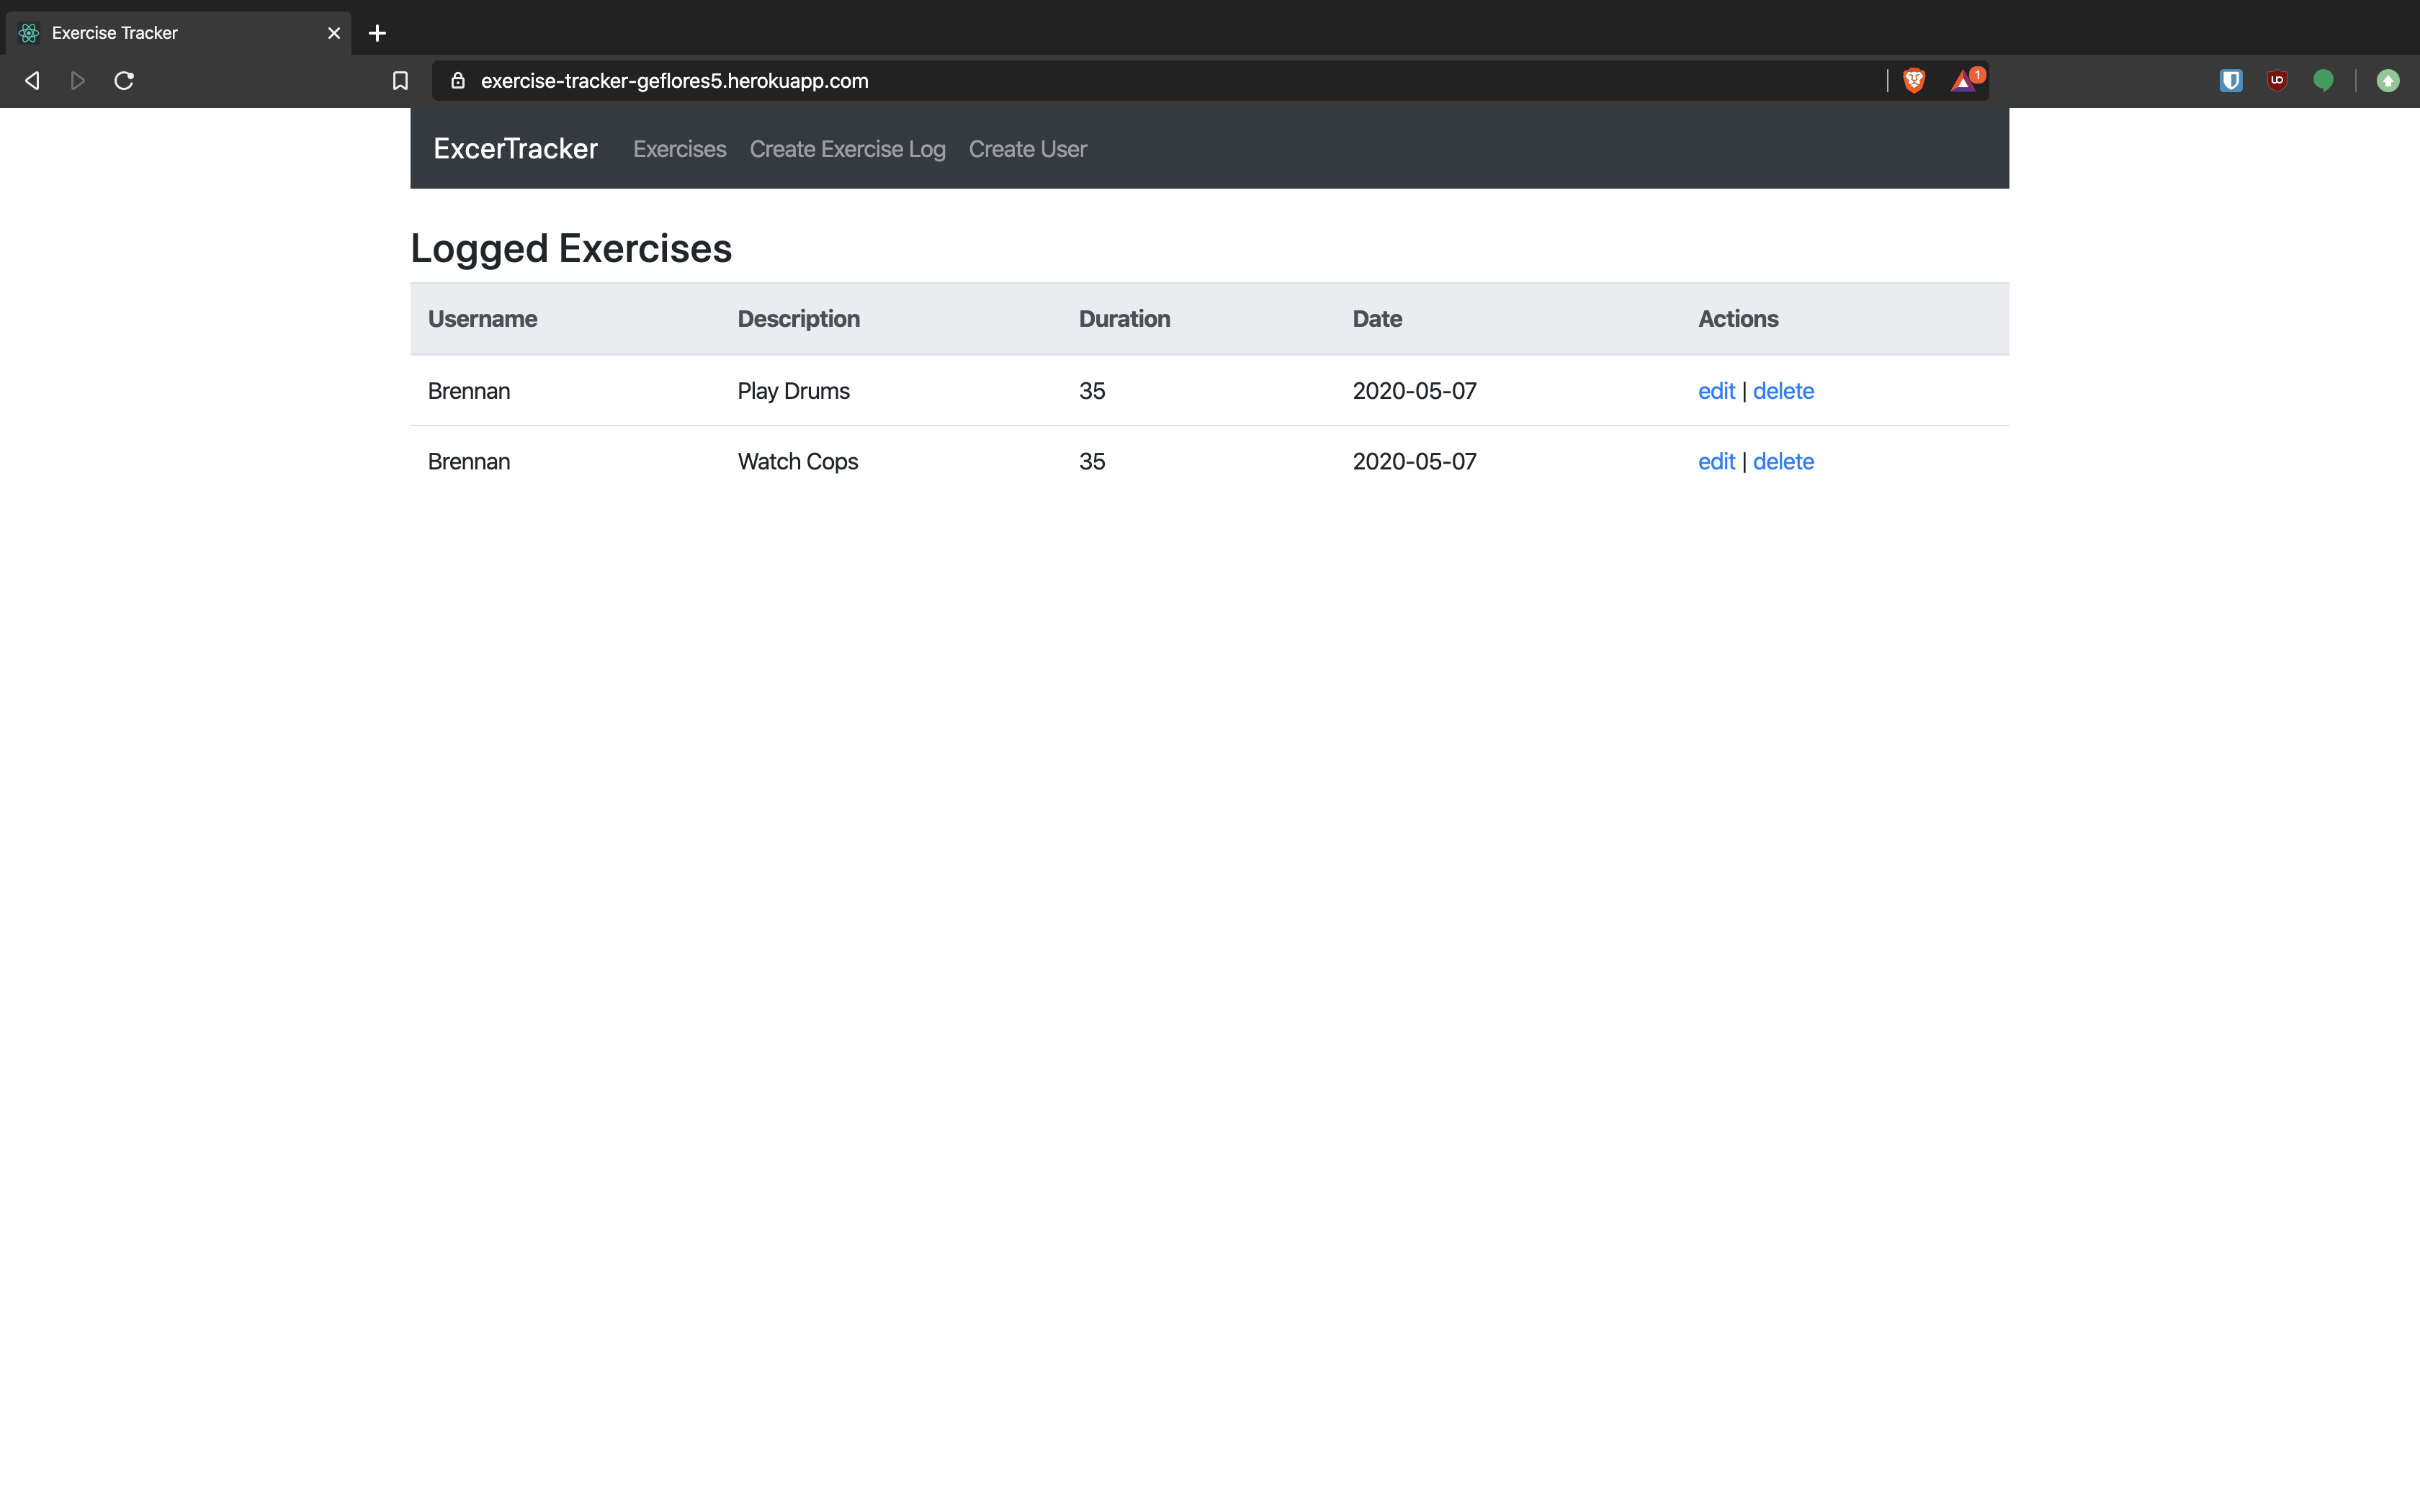 Exercise Tracker
exercise-tracker-geflores5.herokuapp.com
1
ExcerTracker Exercises Create Exercise Log Create User
Logged Exercises
Username Description Duration Date Actions
Brennan Play Drums 35 2020-05-07 edit | delete
Brennan Watch Cops 35 2020-05-07 edit | delete